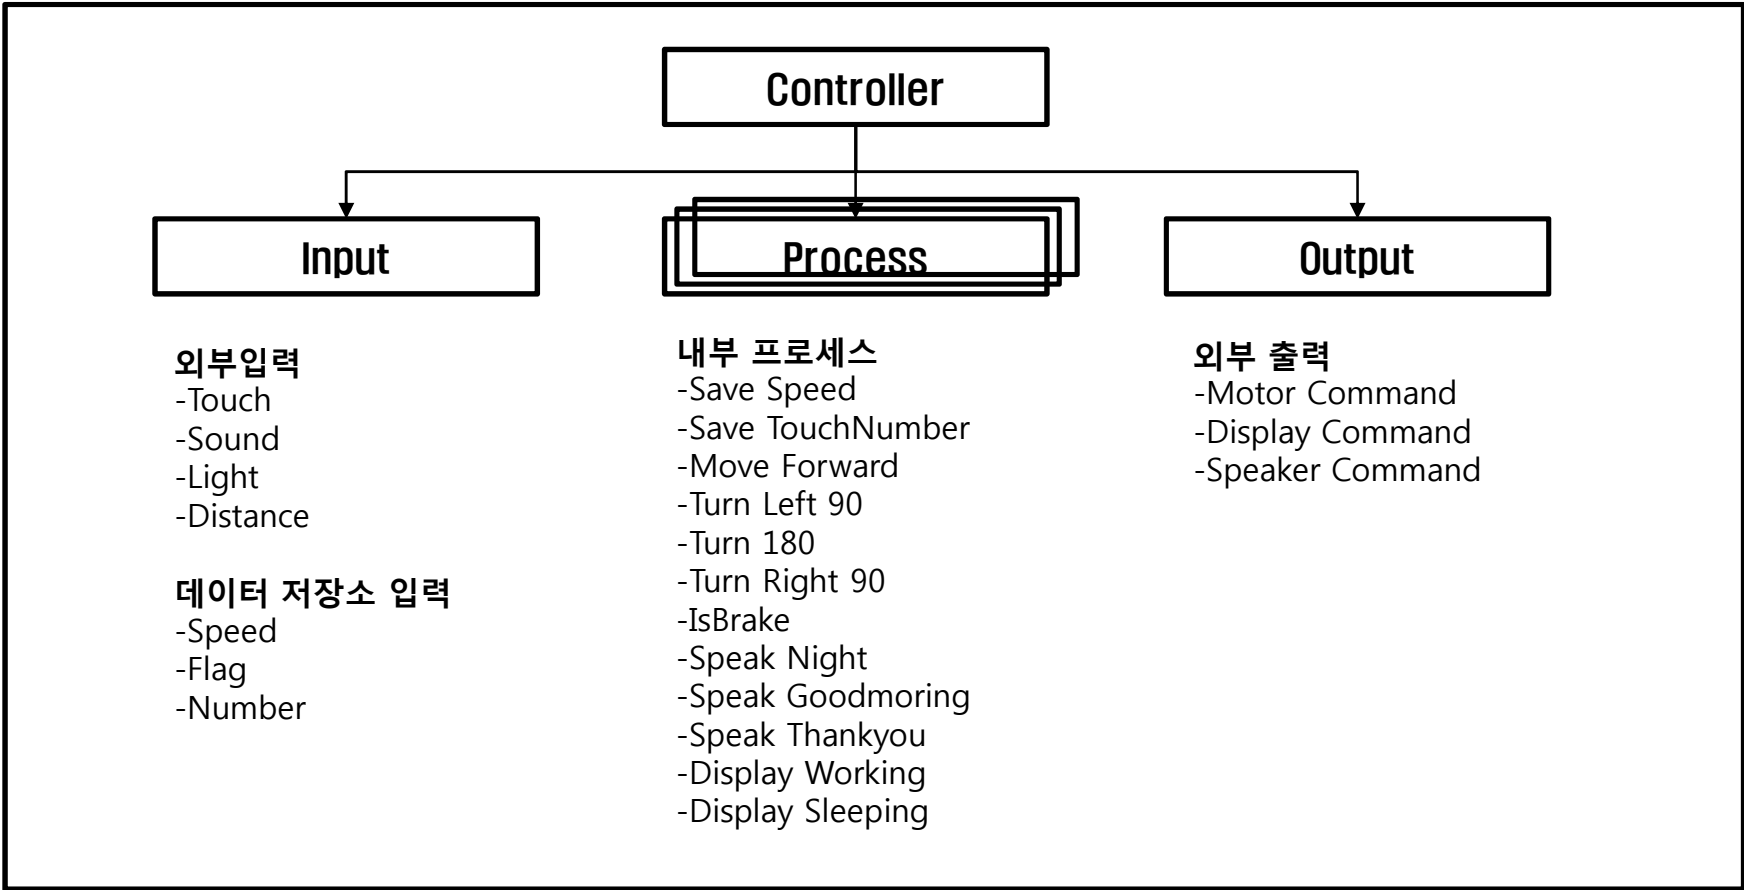 Controller
Input
Process
Output
외부입력
-Touch
-Sound
-Light
-Distance
데이터 저장소 입력
-Speed
-Flag
-Number
내부 프로세스
-Save Speed
-Save TouchNumber
-Move Forward
-Turn Left 90
-Turn 180
-Turn Right 90
-IsBrake
-Speak Night
-Speak Goodmoring
-Speak Thankyou
-Display Working
-Display Sleeping
외부 출력
-Motor Command
-Display Command
-Speaker Command